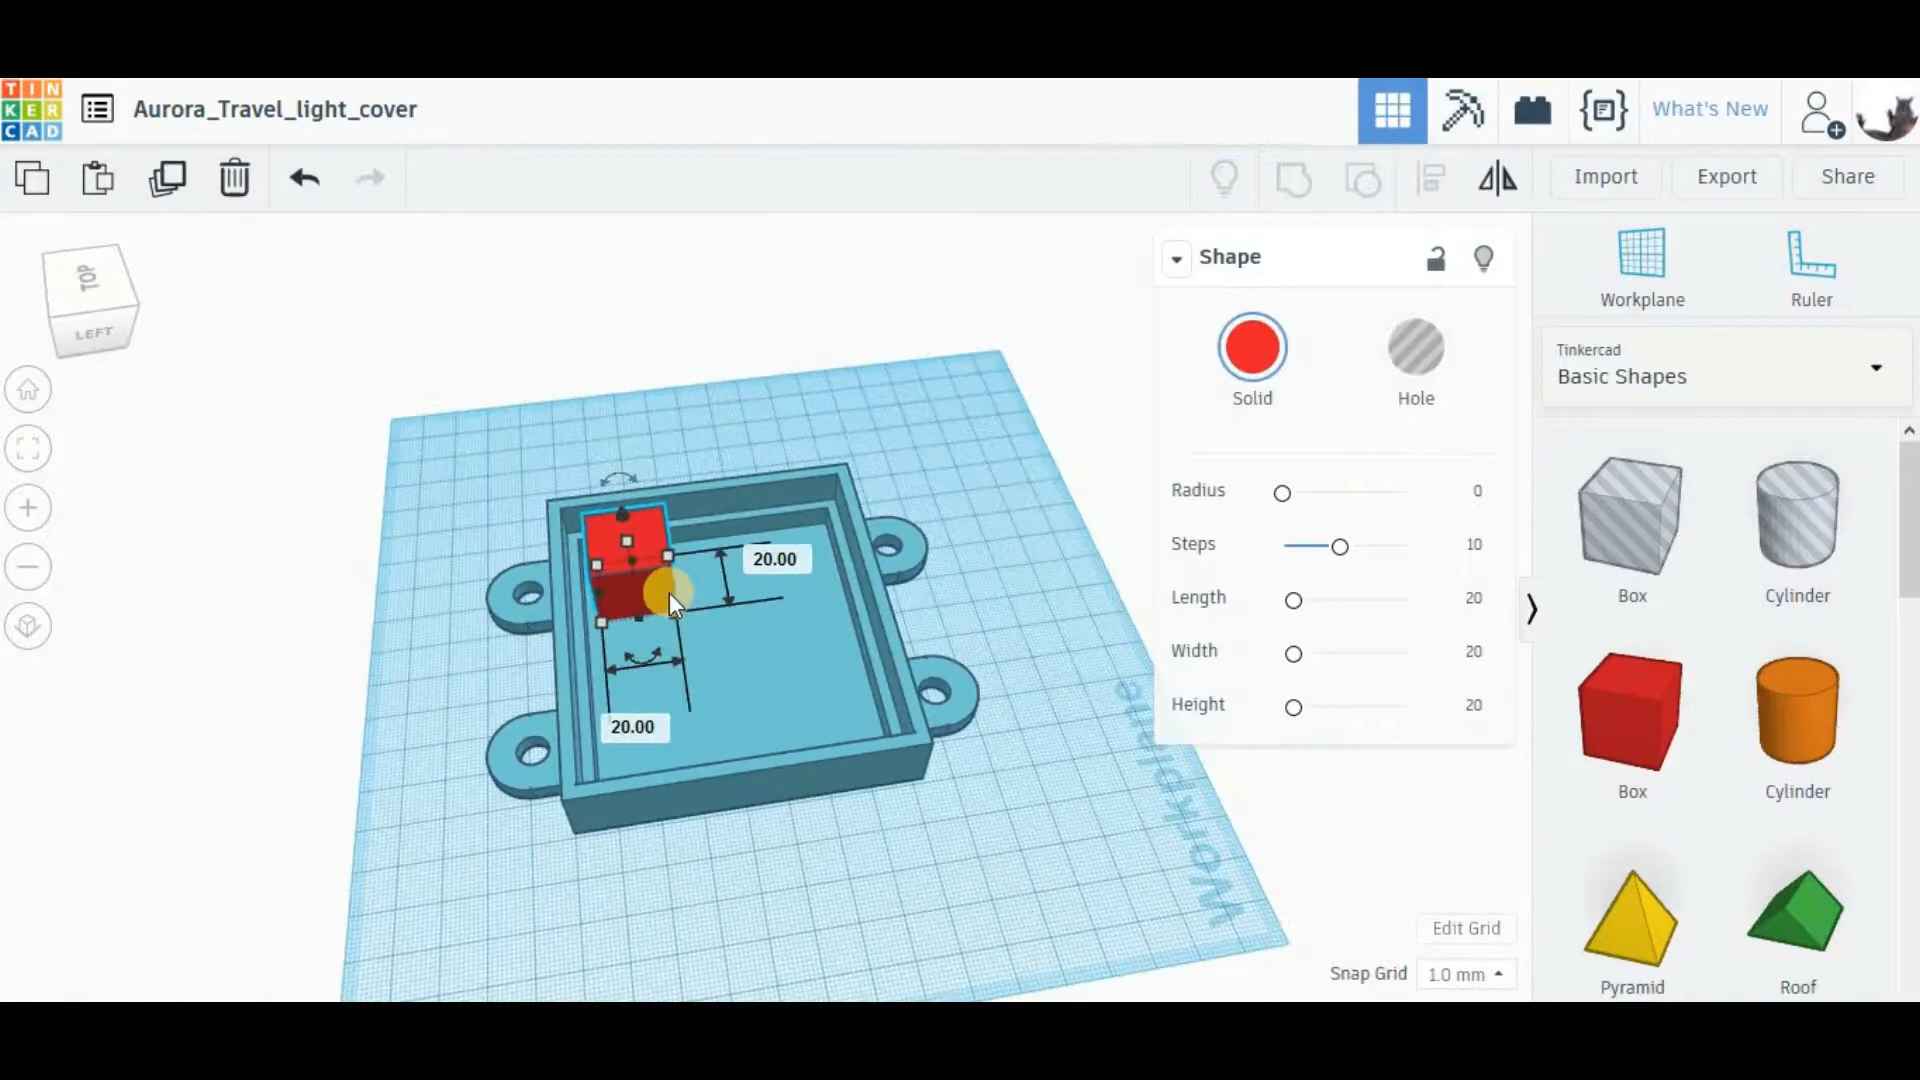 TIN
KER
CAD
Aurora_Travel_light_cover
What's New
Import
Export
Share
TOP
LEFT
Shape
Workplane
Ruler
Solid
Hole
Tinkercad
Basic Shapes
Radius
0
Steps
10
Length
20
Width
20
Height
20
20.00
20.00
Box
Cylinder
Box
Cylinder
Workplane
Edit Grid
Snap Grid
1.0 mm
Pyramid
Roof